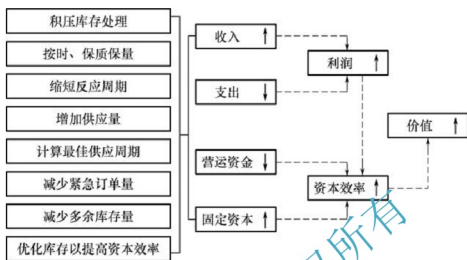 积压库存处理
按时、保质保量
缩短反应周期
增加供应量
计算最佳供应周期
减少紧急订单量
减少多余库存量
优化库存以提高资本效率
收入 ↑
支出 ↓
营运资金 ↓
固定资本 ↑
利润 ↑
资本效率 ↑
价值 ↑
所有